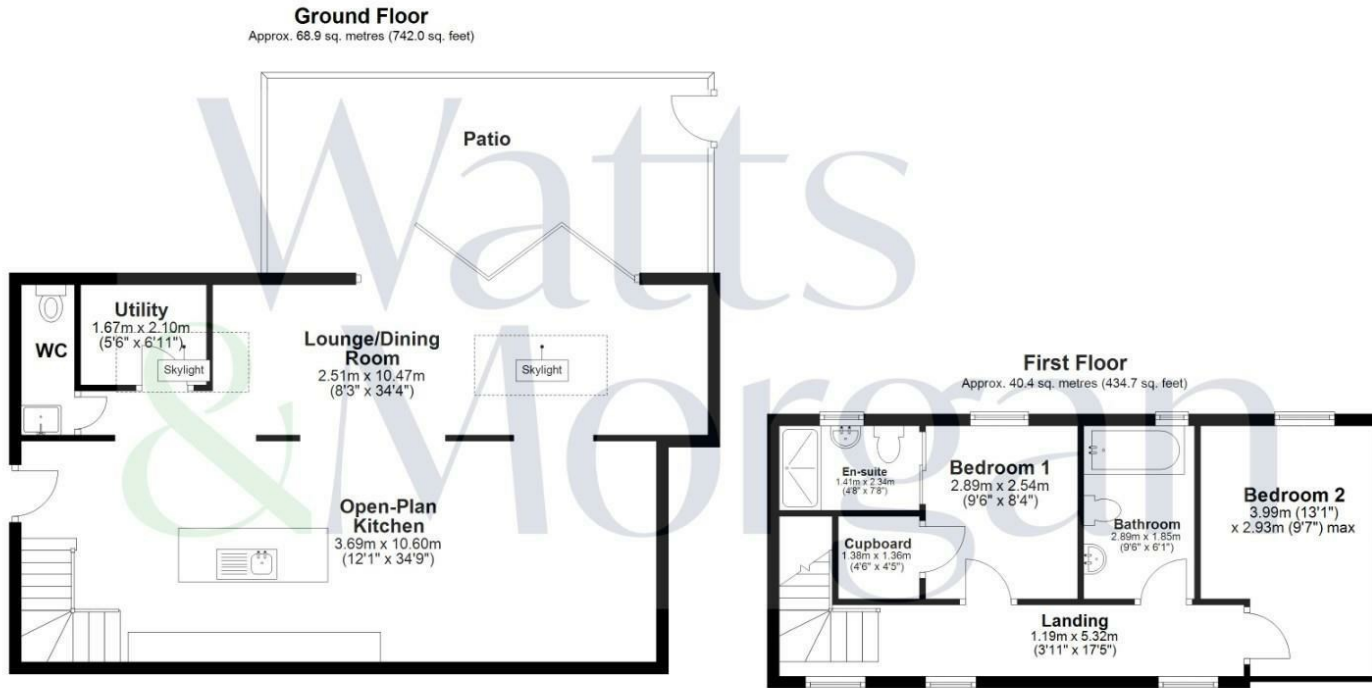 Ground Floor
Approx. 68.9 sq. metres (742.0 sq. feet)
Patio
Utility
1.67m x 2.10m
(5'6" x 6'11")
WC
Skylight
Lounge/Dining
Room
2.51m x 10.47m
(8'3" x 34'4")
Skylight
Open-Plan
Kitchen
3.69m x 10.60m
(12'1" x 34'9")
First Floor
Approx. 40.4 sq. metres (434.7 sq. feet)
En-suite
1.41m x 2.34m
(4'8" x 7'8")
Bedroom 1
2.89m x 2.54m
(9'6" x 8'4")
Cupboard
1.38m x 1.36m
(4'6" x 4'5")
Bathroom
2.89m x 1.85m
(9'6" x 6'1")
Bedroom 2
3.99m (13'1")
x 2.93m (9'7") max
Landing
1.19m x 5.32m
(3'11" x 17'5")
Watts
& Morgan